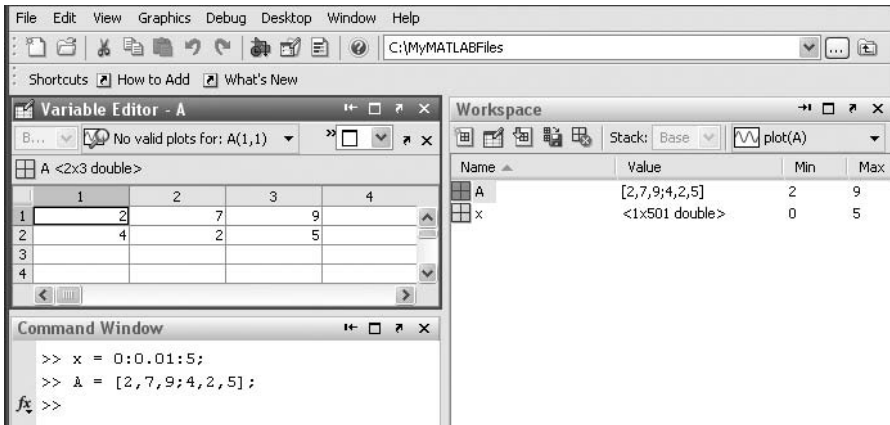 File Edit View Graphics Debug Desktop Window Help
C:\MyMATLABFiles
Shortcuts How to Add What's New
Variable Editor - A
B... No valid plots for: A(1,1)
A <2x3 double>
1 2 3 4
1 2 7 9
2 4 2 5
3
4
Command Window
>> x = 0:0.01:5;
>> A = [2,7,9;4,2,5];
fx >>
Workspace
Stack: Base plot(A)
Name Value Min Max
A [2,7,9;4,2,5] 2 9
x <1x501 double> 0 5